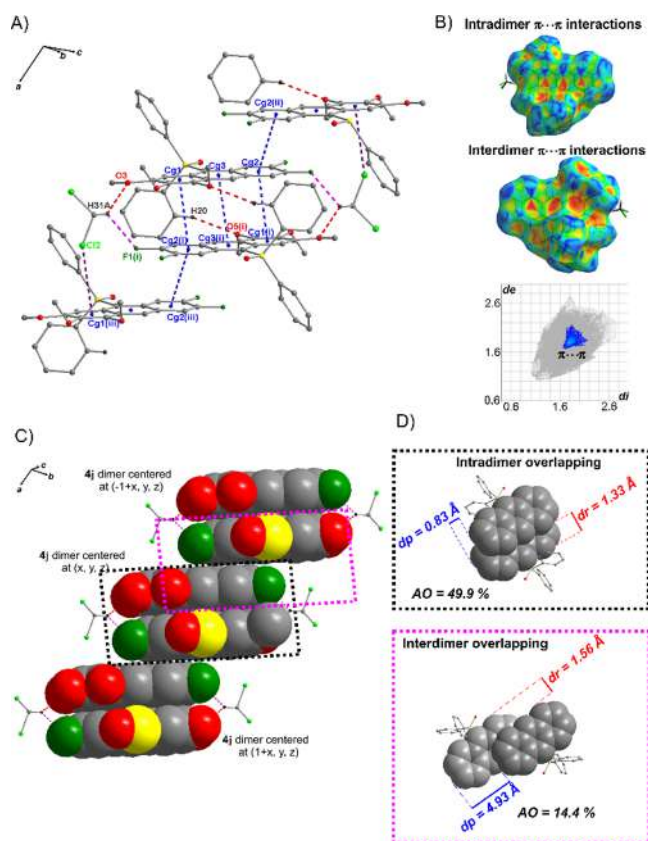 A)
c
b
a
Cg2(ii)
O3
Cg1
Cg3
Cg2
H31A
H20
O5(i)
Cl2
Cg2(i)
Cg3(ii)
Cg1(i)
F1(i)
Cg1(iii)
Cg2(iii)
B)
Intradimer π···π interactions
Interdimer π···π interactions
de
2.6
1.6
π···π
0.6
di
0.6 1.6 2.6
C)
c
b
a
4j dimer centered
at (-1+x, y, z)
4j dimer centered
at (x, y, z)
4j dimer centered
at (1+x, y, z)
D)
Intradimer overlapping
dp = 0.83 Å
dr = 1.33 Å
AO = 49.9 %
Interdimer overlapping
dr = 1.56 Å
dp = 4.93 Å
AO = 14.4 %